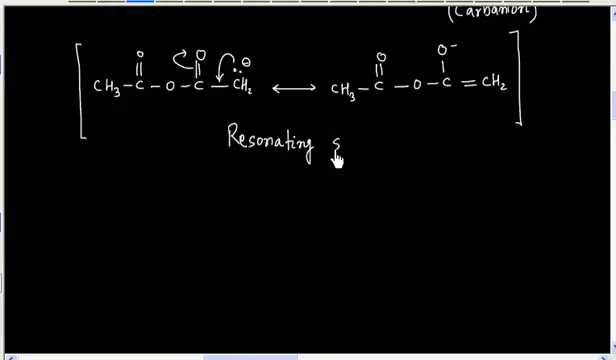 (Carbanion)
O O ⊖ O O⁻
CH₃-C-O-C-CH₂ ⟷ CH₃-C-O-C=CH₂
Resonating s